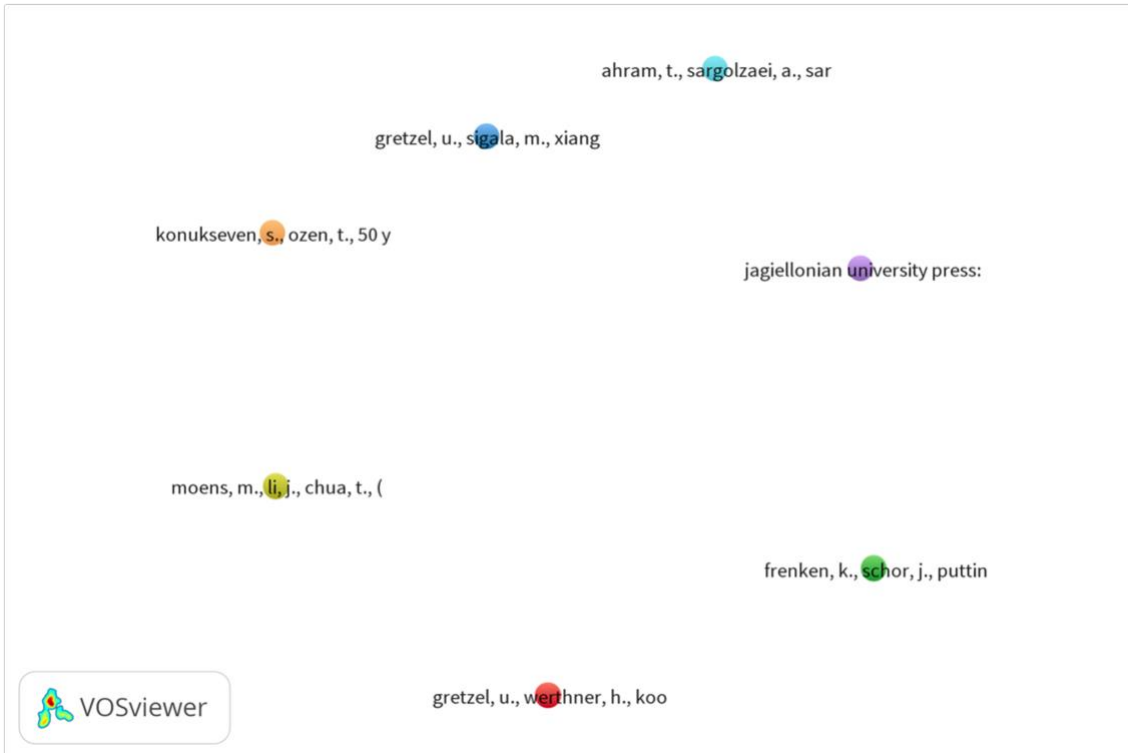 ahram, t., sargolzaei, a., sar
gretzel, u., sigala, m., xiang
konukseven, s., ozen, t., 50 y
jagiellonian university press:
moens, m., li, j., chua, t., (
frenken, k., schor, j., puttin
gretzel, u., werthner, h., koo
VOSviewer